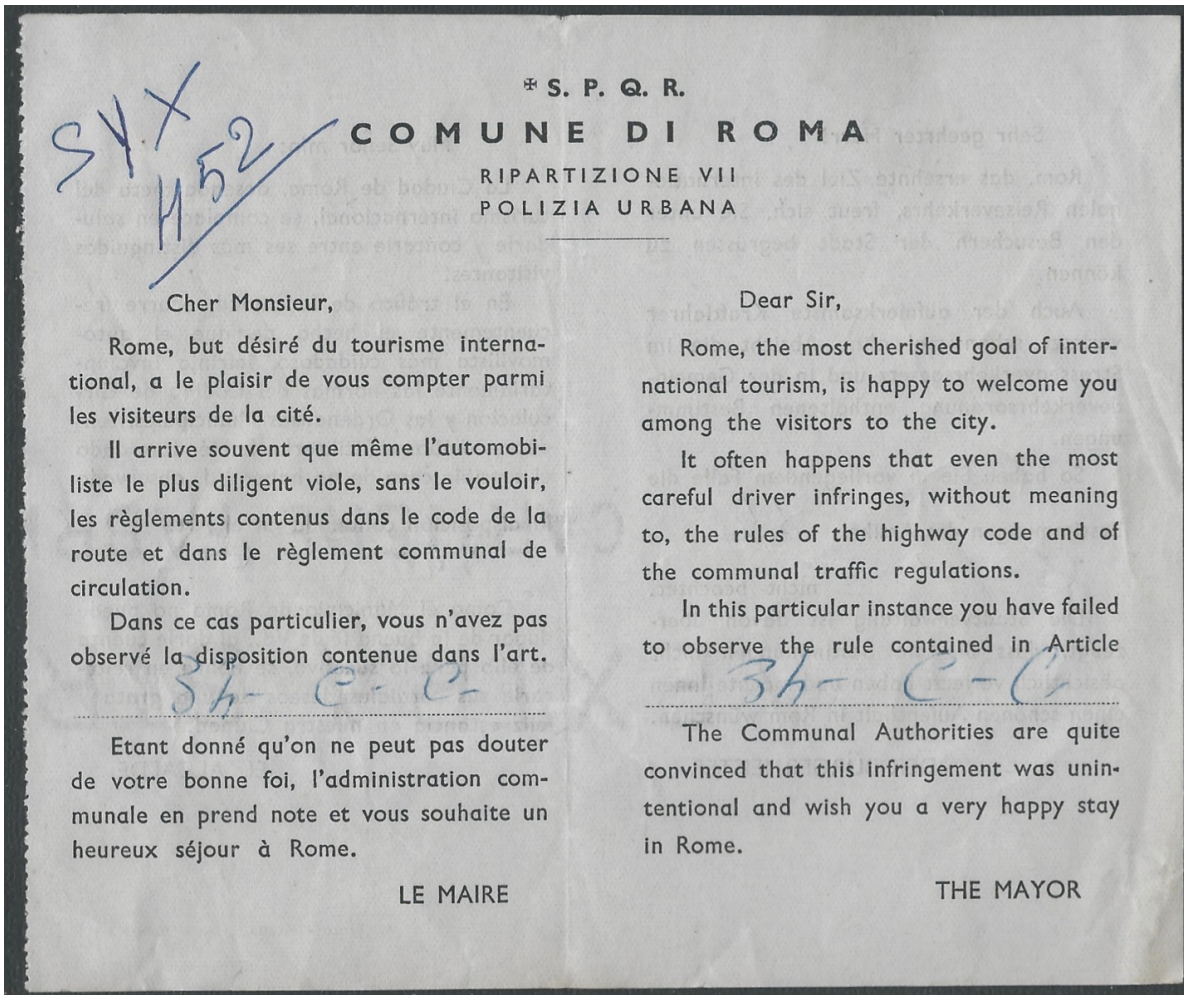 ✠ S. P. Q. R.
COMUNE DI ROMA
RIPARTIZIONE VII
POLIZIA URBANA
SYX
H52
Cher Monsieur,
Rome, but désiré du tourisme interna-
tional, a le plaisir de vous compter parmi
les visiteurs de la cité.
Il arrive souvent que même l'automobi-
liste le plus diligent viole, sans le vouloir,
les règlements contenus dans le code de la
route et dans le règlement communal de
circulation.
Dans ce cas particulier, vous n'avez pas
observé la disposition contenue dans l'art.
3h- C- C-
Etant donné qu'on ne peut pas douter
de votre bonne foi, l'administration com-
munale en prend note et vous souhaite un
heureux séjour à Rome.
LE MAIRE
Dear Sir,
Rome, the most cherished goal of inter-
national tourism, is happy to welcome you
among the visitors to the city.
It often happens that even the most
careful driver infringes, without meaning
to, the rules of the highway code and of
the communal traffic regulations.
In this particular instance you have failed
to observe the rule contained in Article
3h- C- C
The Communal Authorities are quite
convinced that this infringement was unin-
tentional and wish you a very happy stay
in Rome.
THE MAYOR